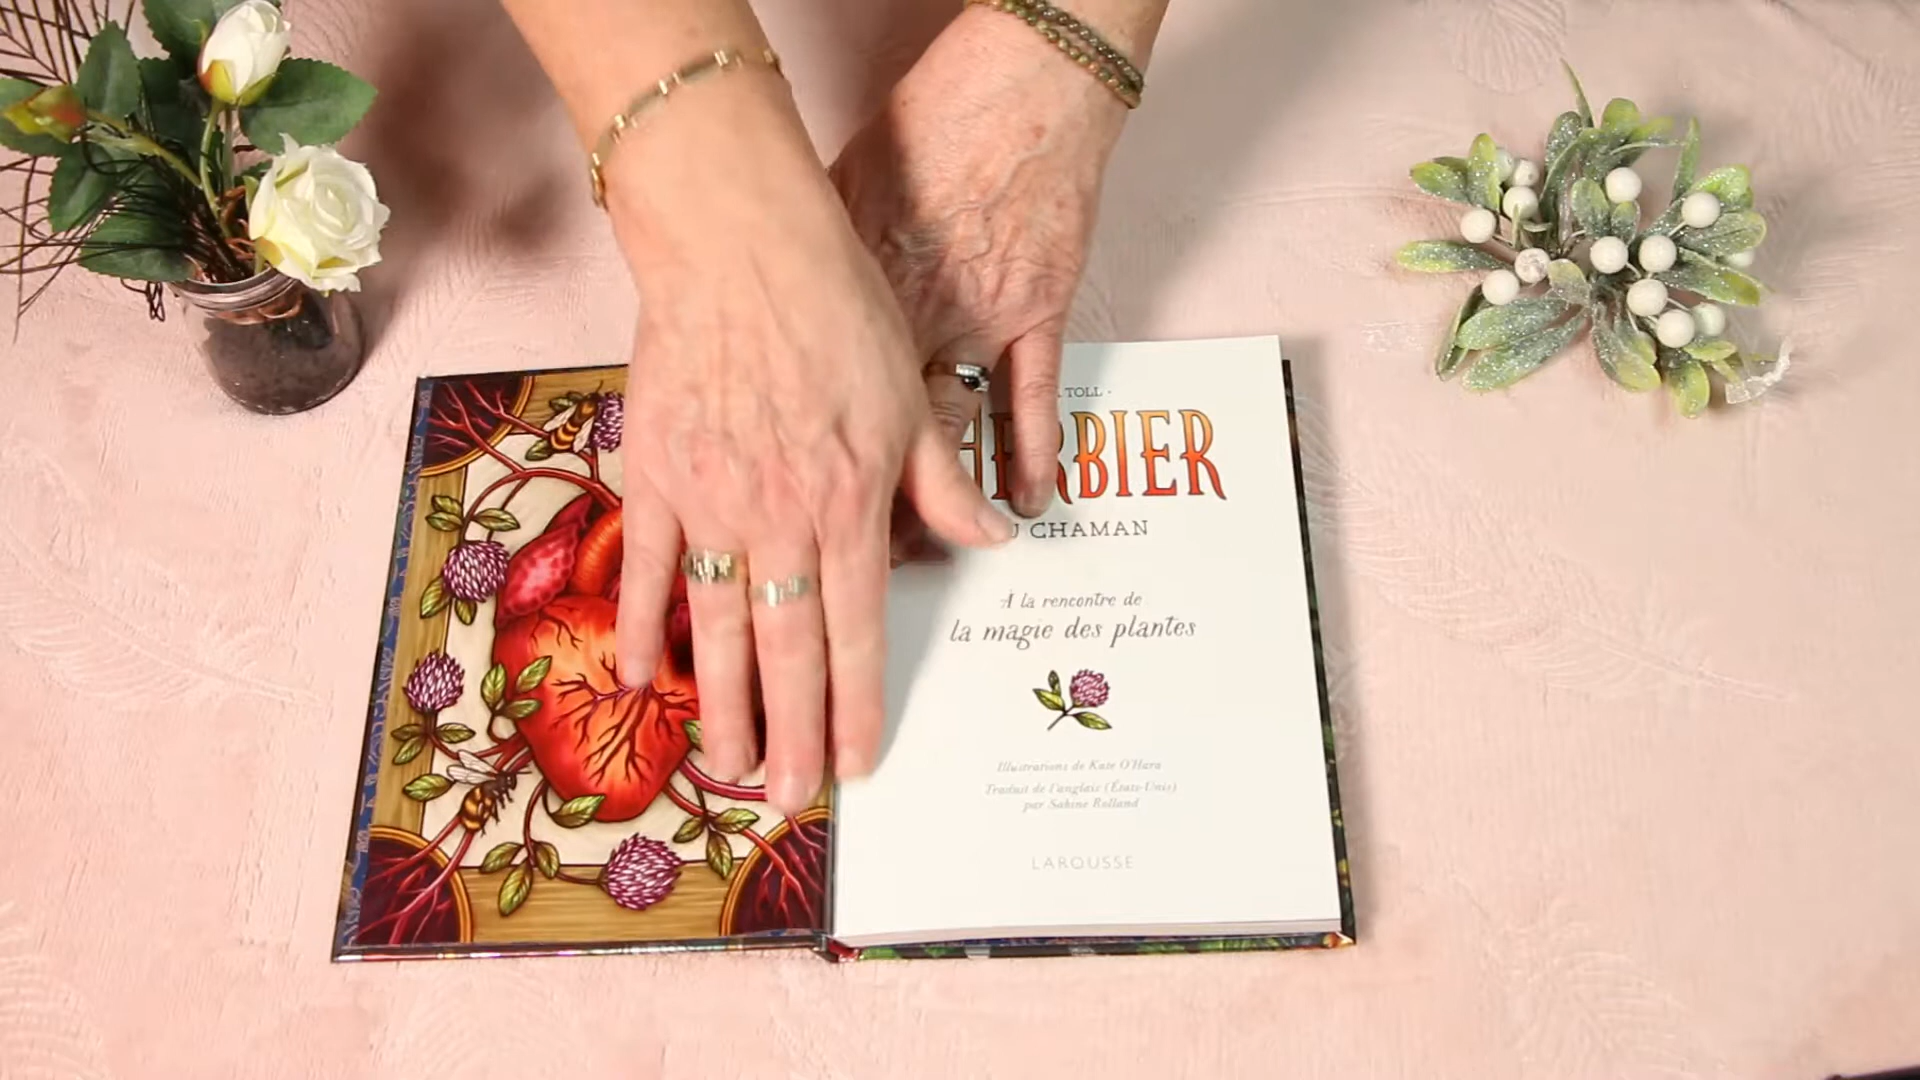 TOLL ·
HERBIER
U CHAMAN
À la rencontre de
la magie des plantes
Illustrations de Kate O'Hara
Traduit de l'anglais (États-Unis)
par Sabine Rolland
LAROUSSE